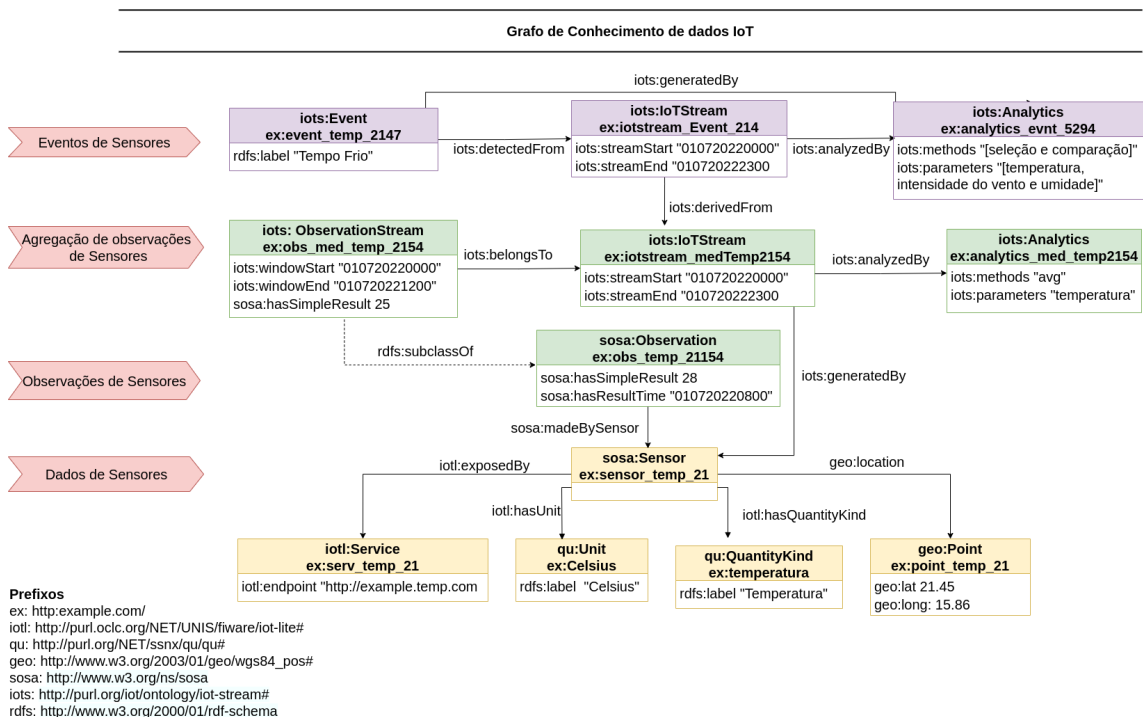 Grafo de Conhecimento de dados IoT
iots:generatedBy
Eventos de Sensores
iots:Event
ex:event_temp_2147
rdfs:label "Tempo Frio"
iots:detectedFrom
iots:IoTStream
ex:iotstream_Event_214
iots:streamStart "010720220000"
iots:streamEnd "010720222300
iots:analyzedBy
iots:Analytics
ex:analytics_evnt_5294
iots:methods "[seleção e comparação]"
iots:parameters "[temperatura,
intensidade do vento e umidade]"
iots:derivedFrom
Agregação de observações
de Sensores
iots: ObservationStream
ex:obs_med_temp_2154
iots:windowStart "010720220000"
iots:windowEnd "010720221200"
sosa:hasSimpleResult 25
iots:belongsTo
iots:IoTStream
ex:iotstream_medTemp2154
iots:streamStart "010720220000"
iots:streamEnd "010720222300
iots:analyzedBy
iots:Analytics
ex:analytics_med_temp2154
iots:methods "avg"
iots:parameters "temperatura"
rdfs:subclassOf
Observações de Sensores
sosa:Observation
ex:obs_temp_21154
sosa:hasSimpleResult 28
sosa:hasResultTime "010720220800"
iots:generatedBy
sosa:madeBySensor
Dados de Sensores
iotl:exposedBy
sosa:Sensor
ex:sensor_temp_21
geo:location
iotl:hasUnit
iotl:hasQuantityKind
iotl:Service
ex:serv_temp_21
iotl:endpoint "http://example.temp.com
qu:Unit
ex:Celsius
rdfs:label "Celsius"
qu:QuantityKind
ex:temperatura
rdfs:label "Temperatura"
geo:Point
ex:point_temp_21
geo:lat 21.45
geo:long: 15.86
Prefixos
ex: http:example.com/
iotl: http://purl.oclc.org/NET/UNIS/fiware/iot-lite#
qu: http://purl.org/NET/ssnx/qu/qu#
geo: http://www.w3.org/2003/01/geo/wgs84_pos#
sosa: http://www.w3.org/ns/sosa
iots: http://purl.org/iot/ontology/iot-stream#
rdfs: http://www.w3.org/2000/01/rdf-schema